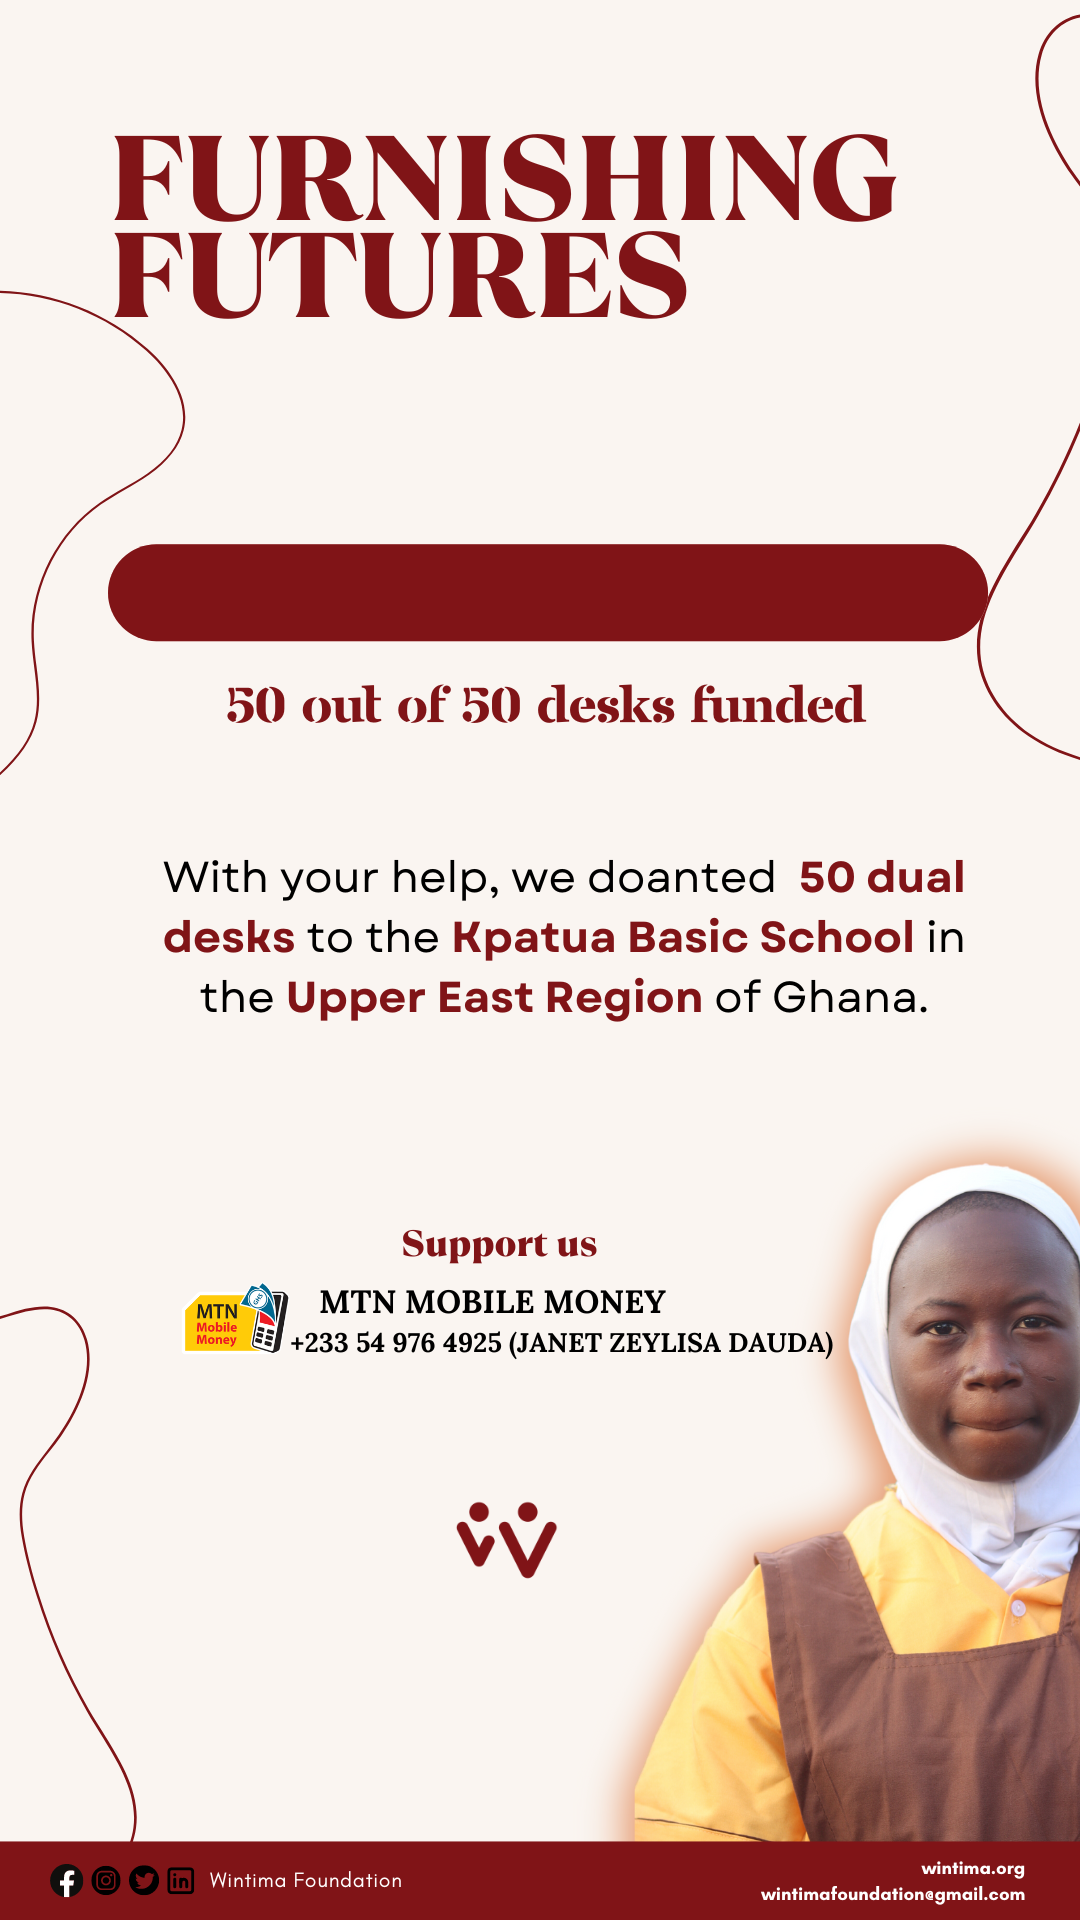 FURNISHING
FUTURES
50 out of 50 desks funded
With your help, we doanted 50 dual
desks to the Kpatua Basic School in
the Upper East Region of Ghana.
Support us
MTN
Mobile
Money
GHS
MTN MOBILE MONEY
+233 54 976 4925 (JANET ZEYLISA DAUDA)
Wintima Foundation
wintima.org
wintimafoundation@gmail.com